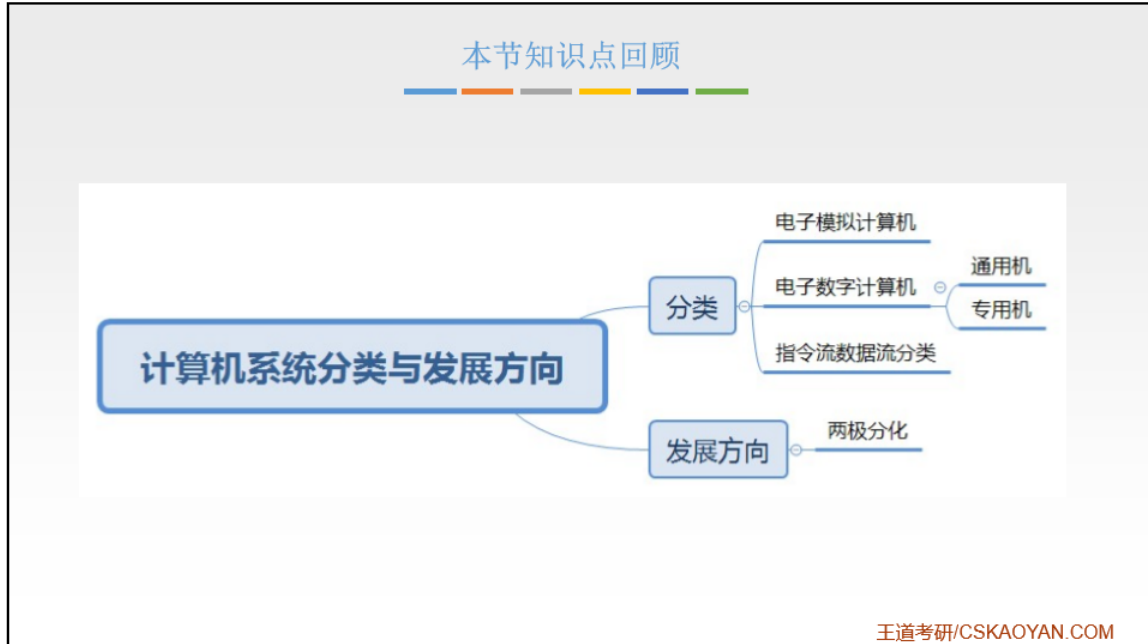 本节知识点回顾
电子模拟计算机
通用机
电子数字计算机
分类
专用机
指令流数据流分类
计算机系统分类与发展方向
两极分化
发展方向
王道考研/CSKAOYAN.COM